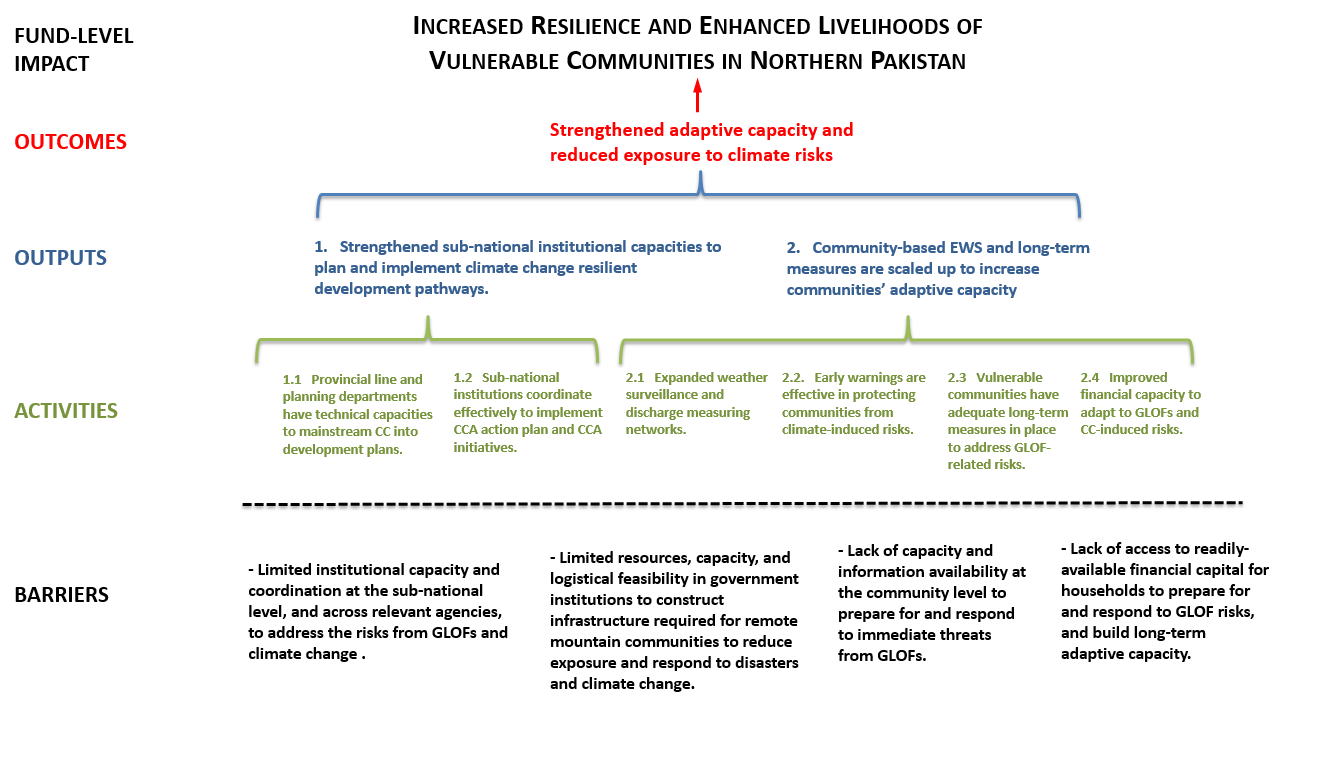 FUND-LEVEL
IMPACT
INCREASED RESILIENCE AND ENHANCED LIVELIHOODS OF
VULNERABLE COMMUNITIES IN NORTHERN PAKISTAN
OUTCOMES
Strengthened adaptive capacity and
reduced exposure to climate risks
OUTPUTS
1. Strengthened sub-national institutional capacities to
plan and implement climate change resilient
development pathways.
2. Community-based EWS and long-term
measures are scaled up to increase
communities’ adaptive capacity
ACTIVITIES
1.1 Provincial line and
planning departments
have technical capacities
to mainstream CC into
development plans.
1.2 Sub-national
institutions coordinate
effectively to implement
CCA action plan and CCA
initiatives.
2.1 Expanded weather
surveillance and
discharge measuring
networks.
2.2. Early warnings are
effective in protecting
communities from
climate-induced risks.
2.3 Vulnerable
communities have
adequate long-term
measures in place
to address GLOF-
related risks.
2.4 Improved
financial capacity to
adapt to GLOFs and
CC-induced risks.
BARRIERS
- Limited institutional capacity and
coordination at the sub-national
level, and across relevant agencies,
to address the risks from GLOFs and
climate change .
- Limited resources, capacity, and
logistical feasibility in government
institutions to construct
infrastructure required for remote
mountain communities to reduce
exposure and respond to disasters
and climate change.
- Lack of capacity and
information availability at
the community level to
prepare for and respond
to immediate threats
from GLOFs.
- Lack of access to readily-
available financial capital for
households to prepare for
and respond to GLOF risks,
and build long-term
adaptive capacity.